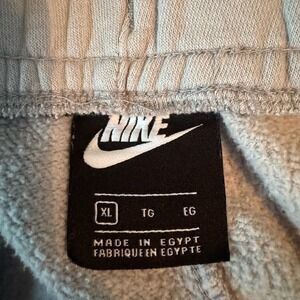 NIKE
XL TG EG
MADE IN EGYPT
FABRIQUEEN EGYPTE